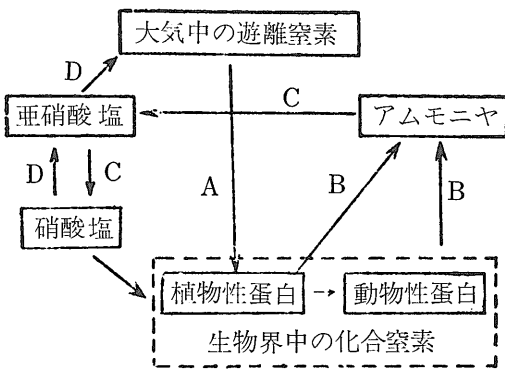 大気中の遊離窒素
D
C
亜硝酸塩
アムモニヤ
D
C
A
B
B
硝酸塩
植物性蛋白
動物性蛋白
生物界中の化合窒素